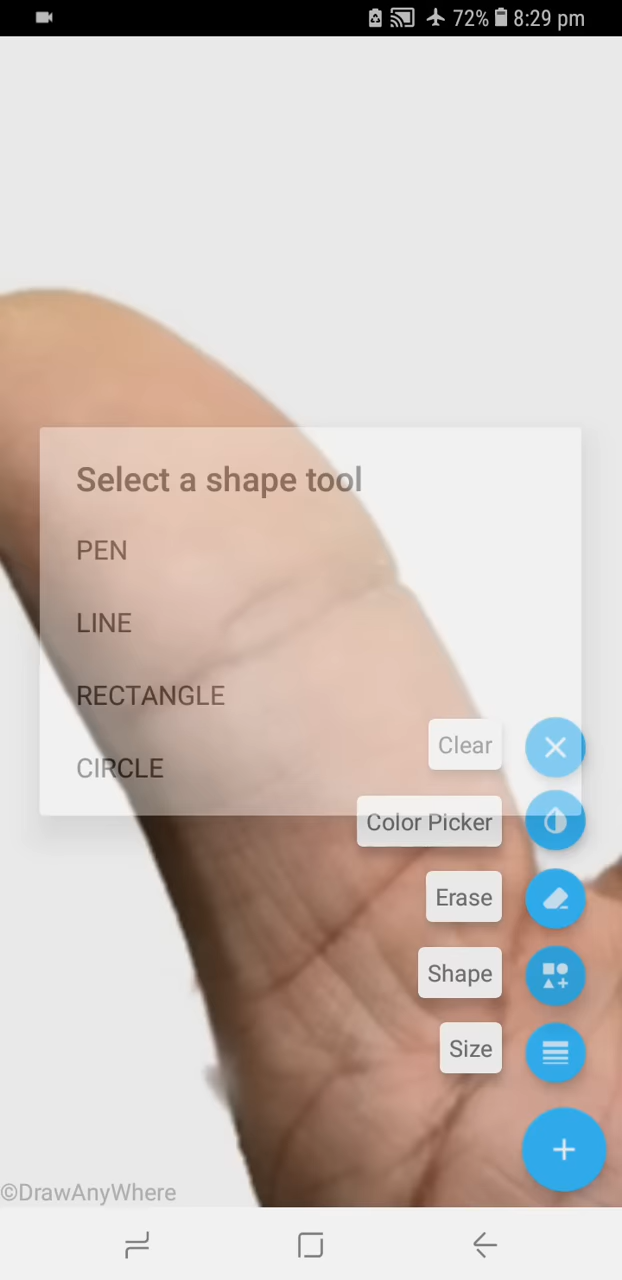 72% 8:29 pm
Select a shape tool
PEN
LINE
RECTANGLE
CIRCLE
Clear
Color Picker
Erase
Shape
Size
©DrawAnyWhere